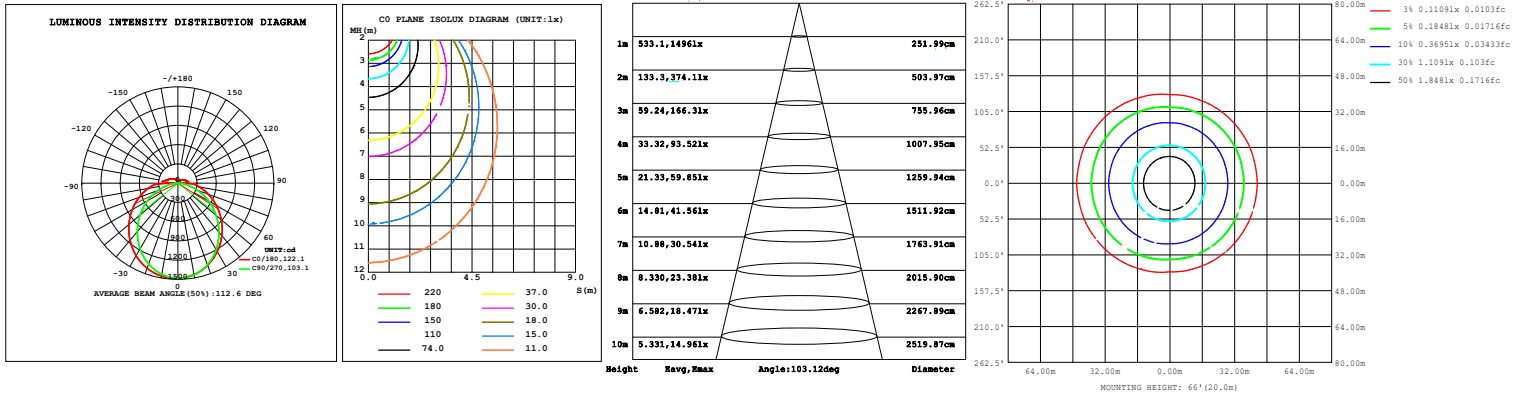 LUMINOUS INTENSITY DISTRIBUTION DIAGRAM
-/+180
-150
150
-120
120
-90
90
0
300
600
900
1200
1500
60
-30
30
0
UNIT:cd
C0/180,122.1
C90/270,103.1
AVERAGE BEAM ANGLE(50%):112.6 DEG
C0 PLANE ISOLUX DIAGRAM (UNIT:lx)
MH(m)
2
3
4
5
6
7
8
9
10
11
12
0.0
4.5
9.0
S(m)
220
37.0
180
30.0
150
18.0
110
15.0
74.0
11.0
1m 533.1,1496lx 251.99cm
2m 133.3,374.11lx 503.97cm
3m 59.24,166.31lx 755.96cm
4m 33.32,93.52lx 1007.95cm
5m 21.33,59.85lx 1259.94cm
6m 14.81,41.56lx 1511.92cm
7m 10.88,30.54lx 1763.91cm
8m 8.330,23.38lx 2015.90cm
9m 6.582,18.47lx 2267.89cm
10m 5.331,14.96lx 2519.87cm
Height Eavg,Emax Angle:103.12deg Diameter
262.5' 80.00m
210.0' 64.00m
157.5' 48.00m
105.0' 32.00m
52.5' 16.00m
0.0' 0.00m
52.5' 16.00m
105.0' 32.00m
157.5' 48.00m
210.0' 64.00m
262.5' 80.00m
64.00m 32.00m 0.00m 32.00m 64.00m
MOUNTING HEIGHT: 66'(20.0m)
3% 0.1109lx 0.0103fc
5% 0.1848lx 0.01716fc
10% 0.3695lx 0.03433fc
30% 1.109lx 0.103fc
50% 1.848lx 0.1716fc